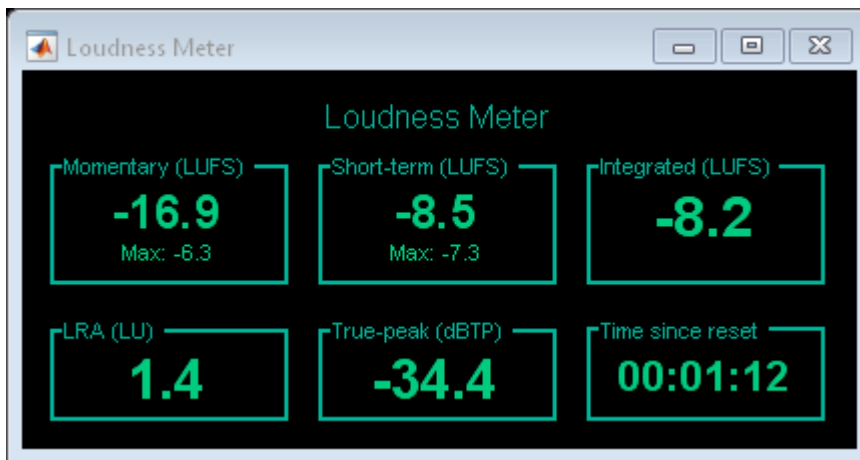 Loudness Meter
Loudness Meter
Momentary (LUFS)
-16.9
Max: -6.3
Short-term (LUFS)
-8.5
Max: -7.3
Integrated (LUFS)
-8.2
LRA (LU)
1.4
True-peak (dBTP)
-34.4
Time since reset
00:01:12